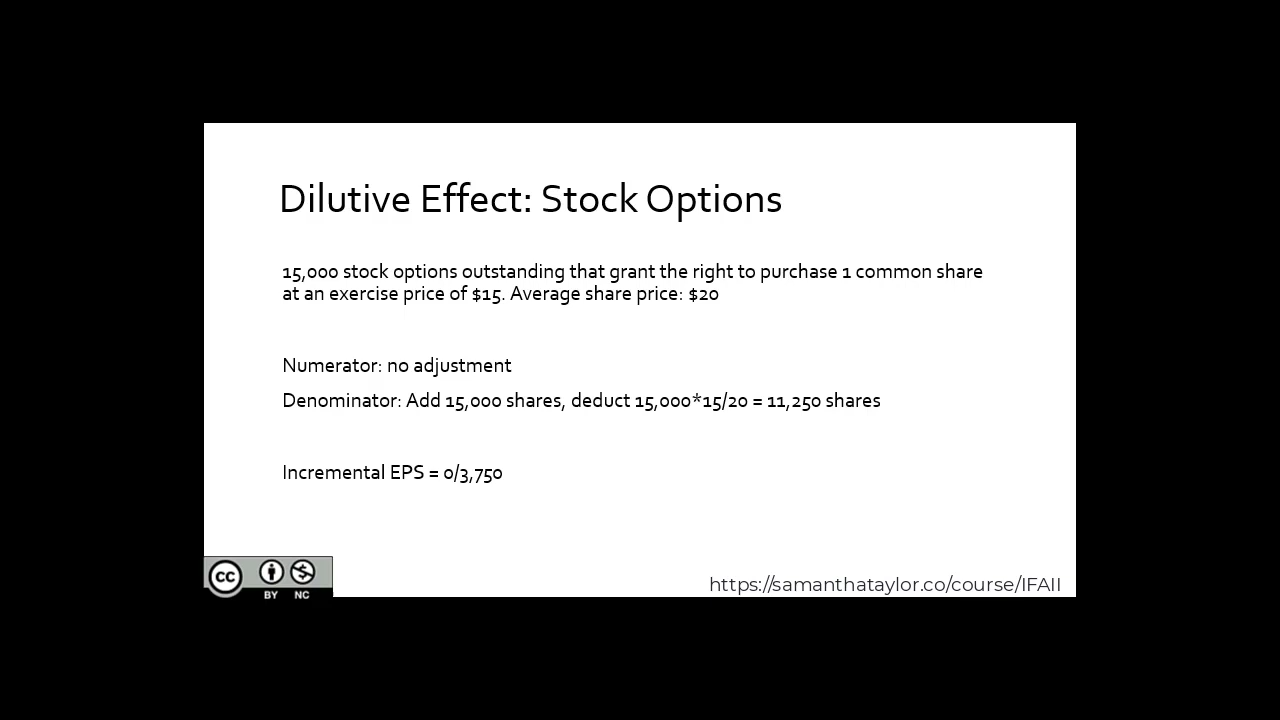 Dilutive Effect: Stock Options
15,000 stock options outstanding that grant the right to purchase 1 common share
at an exercise price of $15. Average share price: $20
Numerator: no adjustment
Denominator: Add 15,000 shares, deduct 15,000*15/20 = 11,250 shares
Incremental EPS = 0/3,750
cc
BY NC
https://samanthataylor.co/course/IFAII